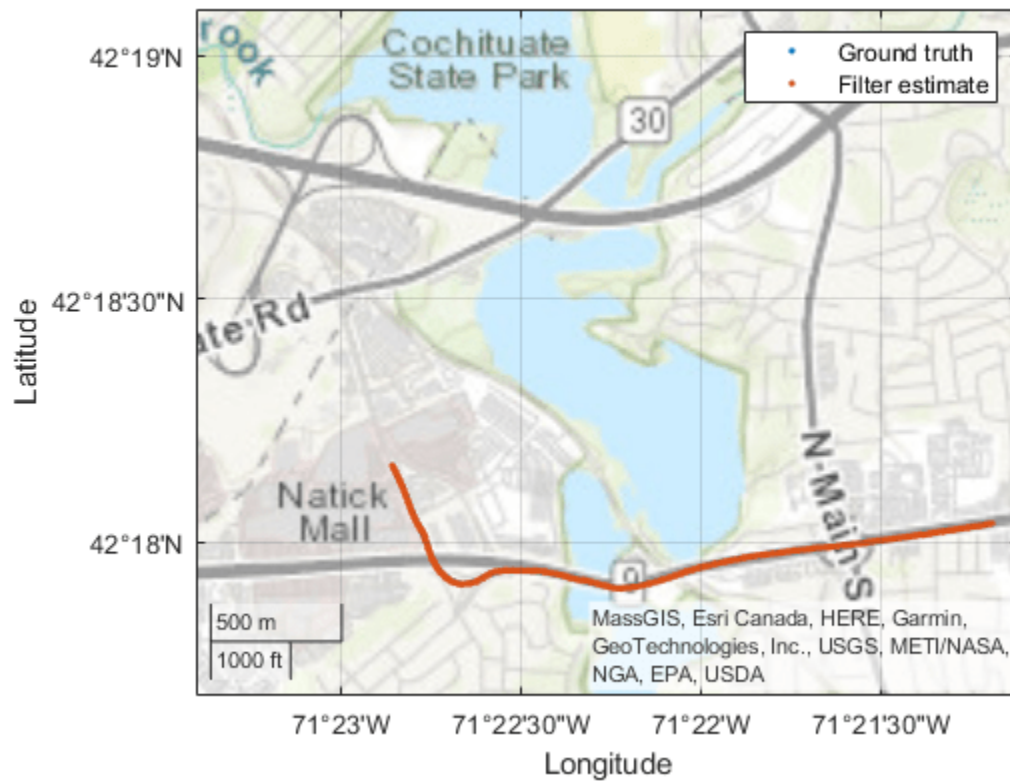 rook
Cochituate
State Park
30
Ground truth
Filter estimate
42°19'N
42°18'30"N
42°18'N
Latitude
ate Rd
Natick
Mall
N-Main-S
9
500 m
1000 ft
MassGIS, Esri Canada, HERE, Garmin,
GeoTechnologies, Inc., USGS, METI/NASA,
NGA, EPA, USDA
71°23'W
71°22'30"W
71°22'W
71°21'30"W
Longitude